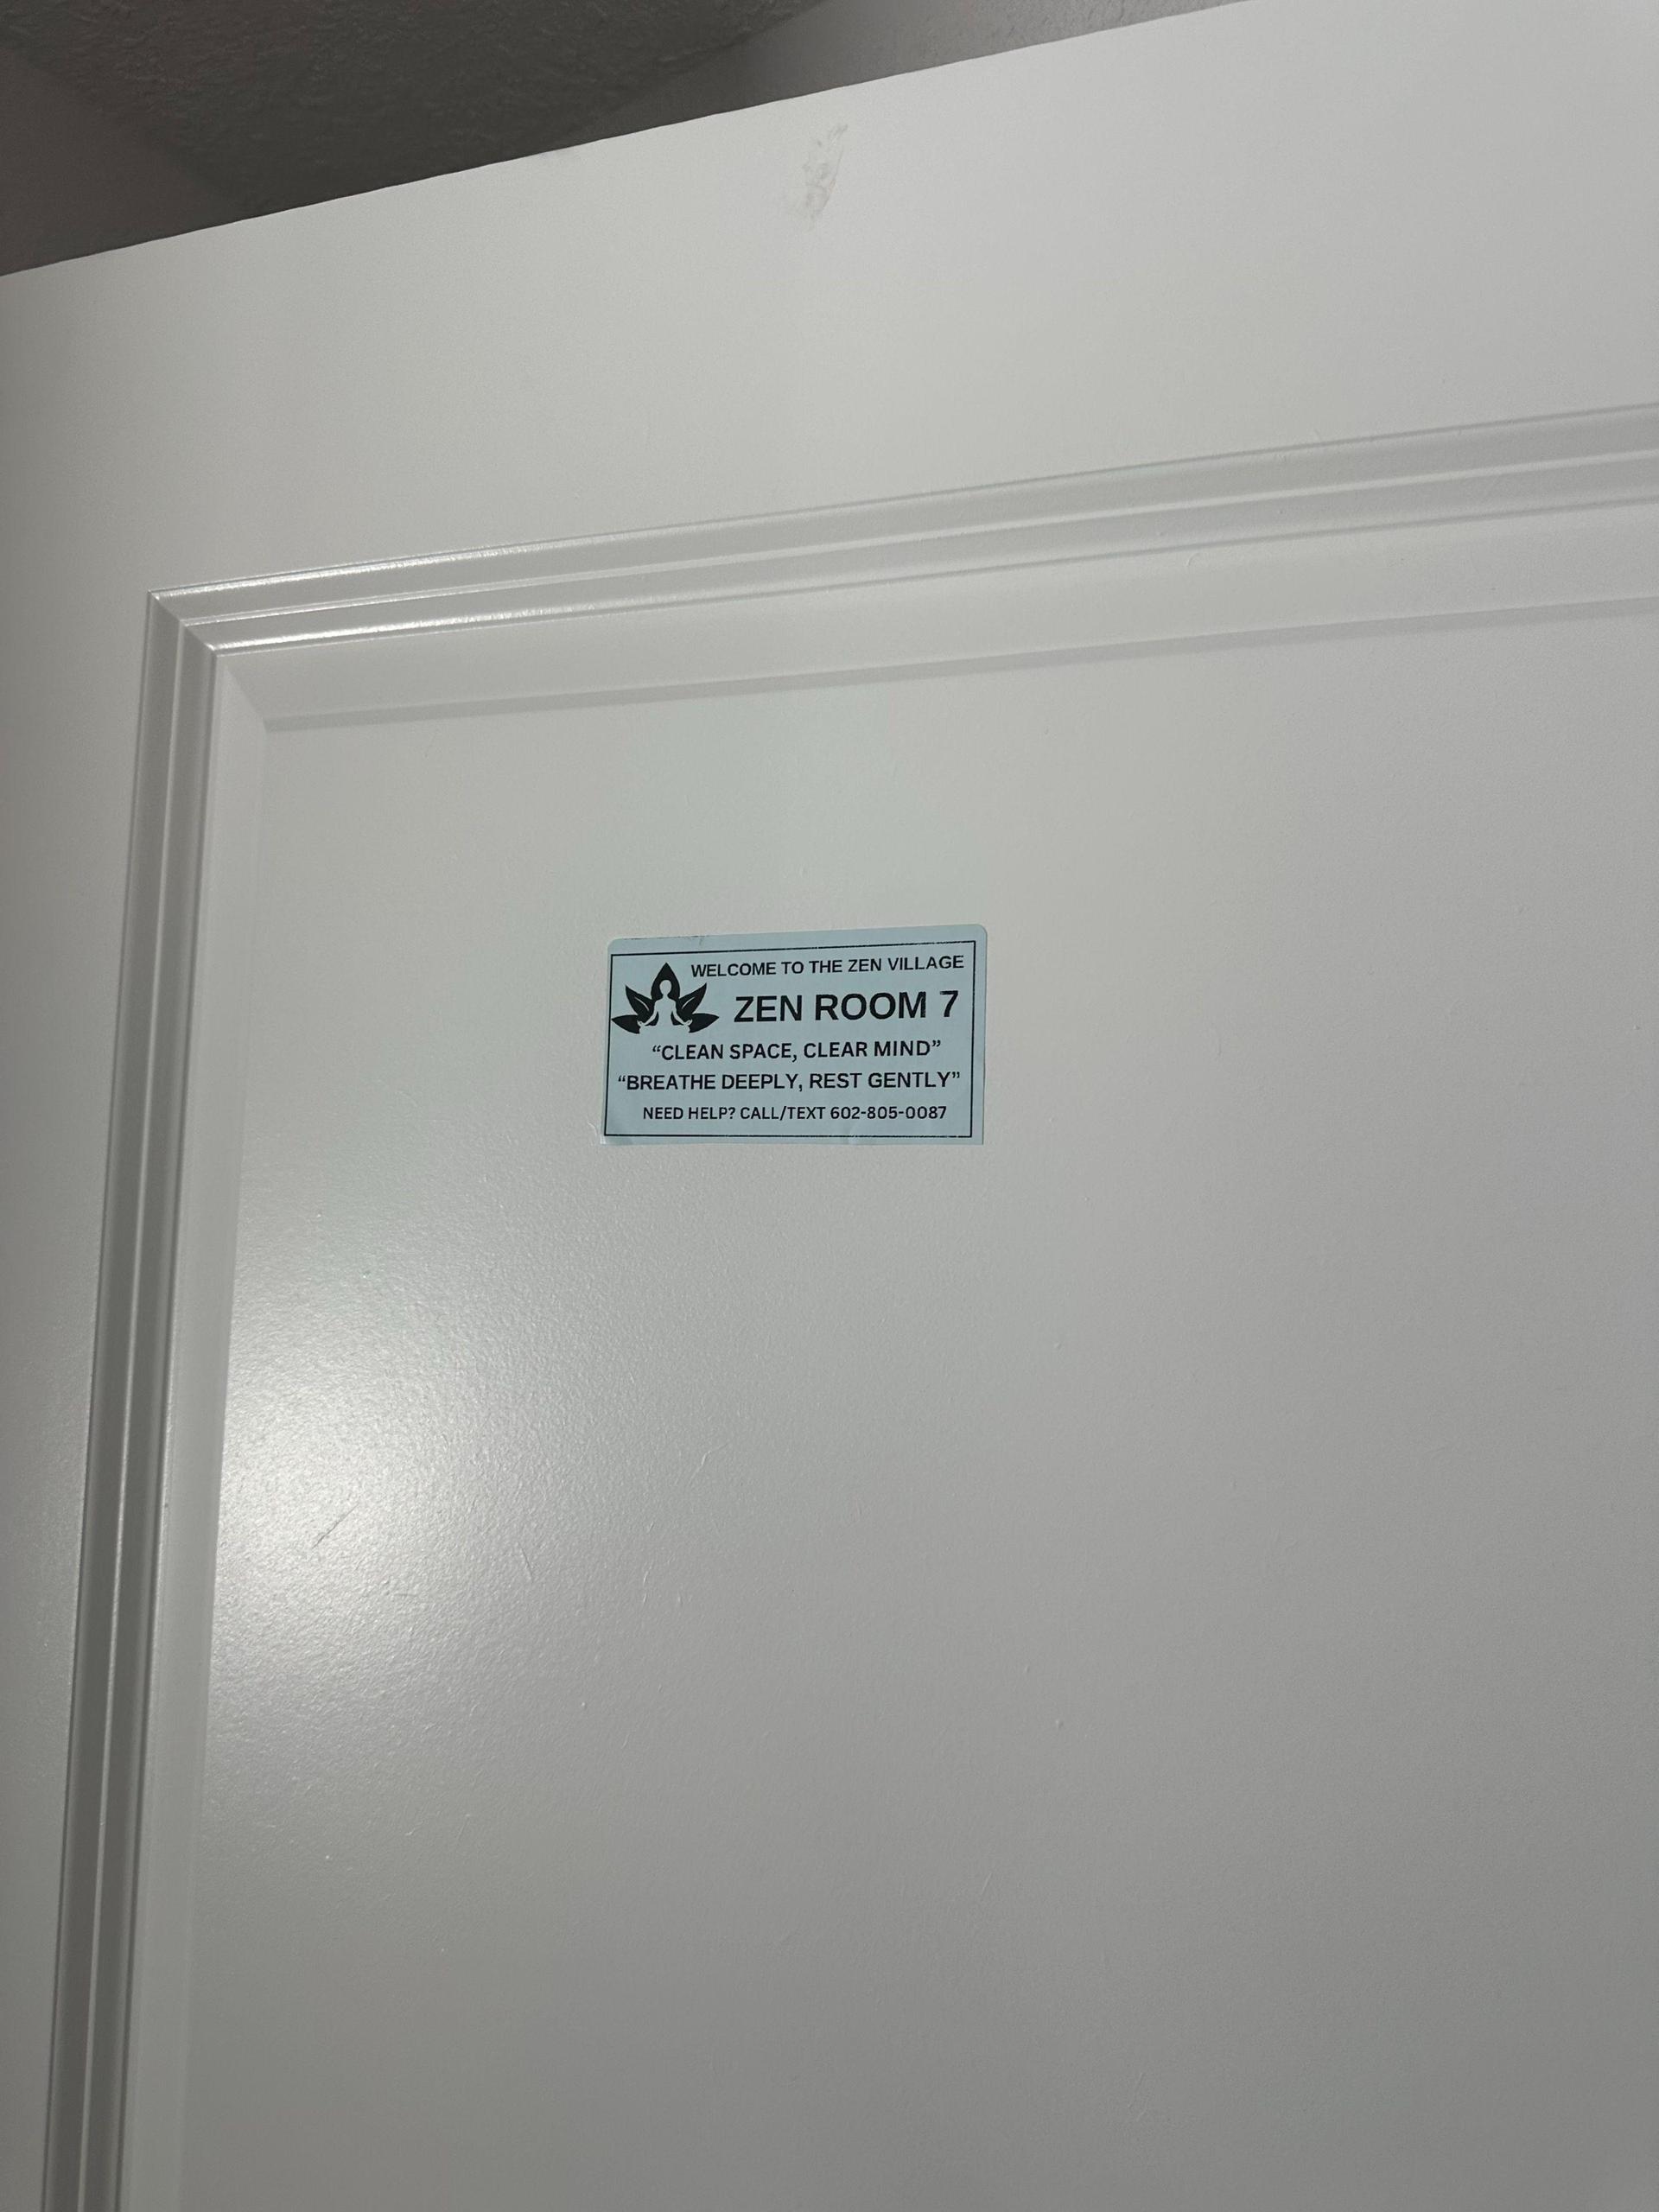 WELCOME TO THE ZEN VILLAGE
ZEN ROOM 7
“CLEAN SPACE, CLEAR MIND”
“BREATHE DEEPLY, REST GENTLY”
NEED HELP? CALL/TEXT 602-805-0087